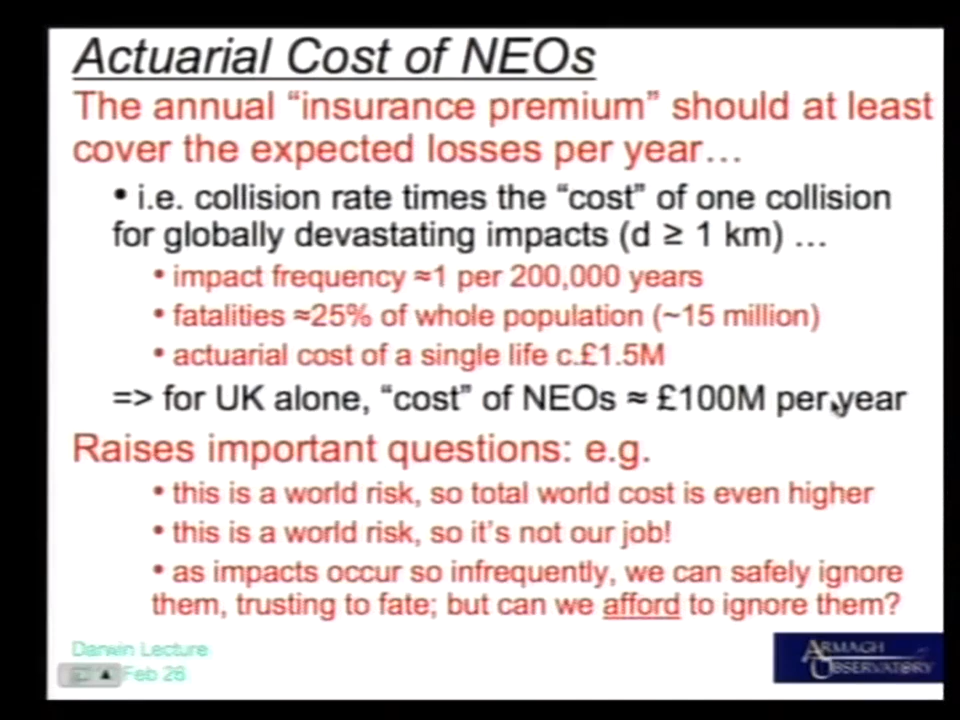 Actuarial Cost of NEOs
The annual “insurance premium” should at least
cover the expected losses per year…
• i.e. collision rate times the “cost” of one collision
for globally devastating impacts (d ≥ 1 km) …
• impact frequency ≈1 per 200,000 years
• fatalities ≈25% of whole population (~15 million)
• actuarial cost of a single life c.£1.5M
=> for UK alone, “cost” of NEOs ≈ £100M per year
Raises important questions: e.g.
• this is a world risk, so total world cost is even higher
• this is a world risk, so it’s not our job!
• as impacts occur so infrequently, we can safely ignore
them, trusting to fate; but can we afford to ignore them?
Darwin Lecture
Feb 26
ARMAGH
OBSERVATORY